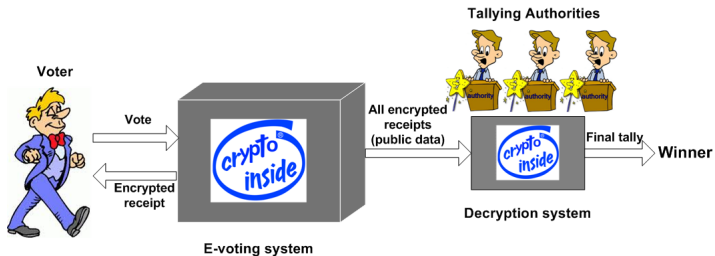 Tallying Authorities
Voter
authority
authority
authority
Vote
All encrypted
receipts
(public data)
Final tally
crypto
inside
crypto
inside
Winner
Encrypted
receipt
Decryption system
E-voting system